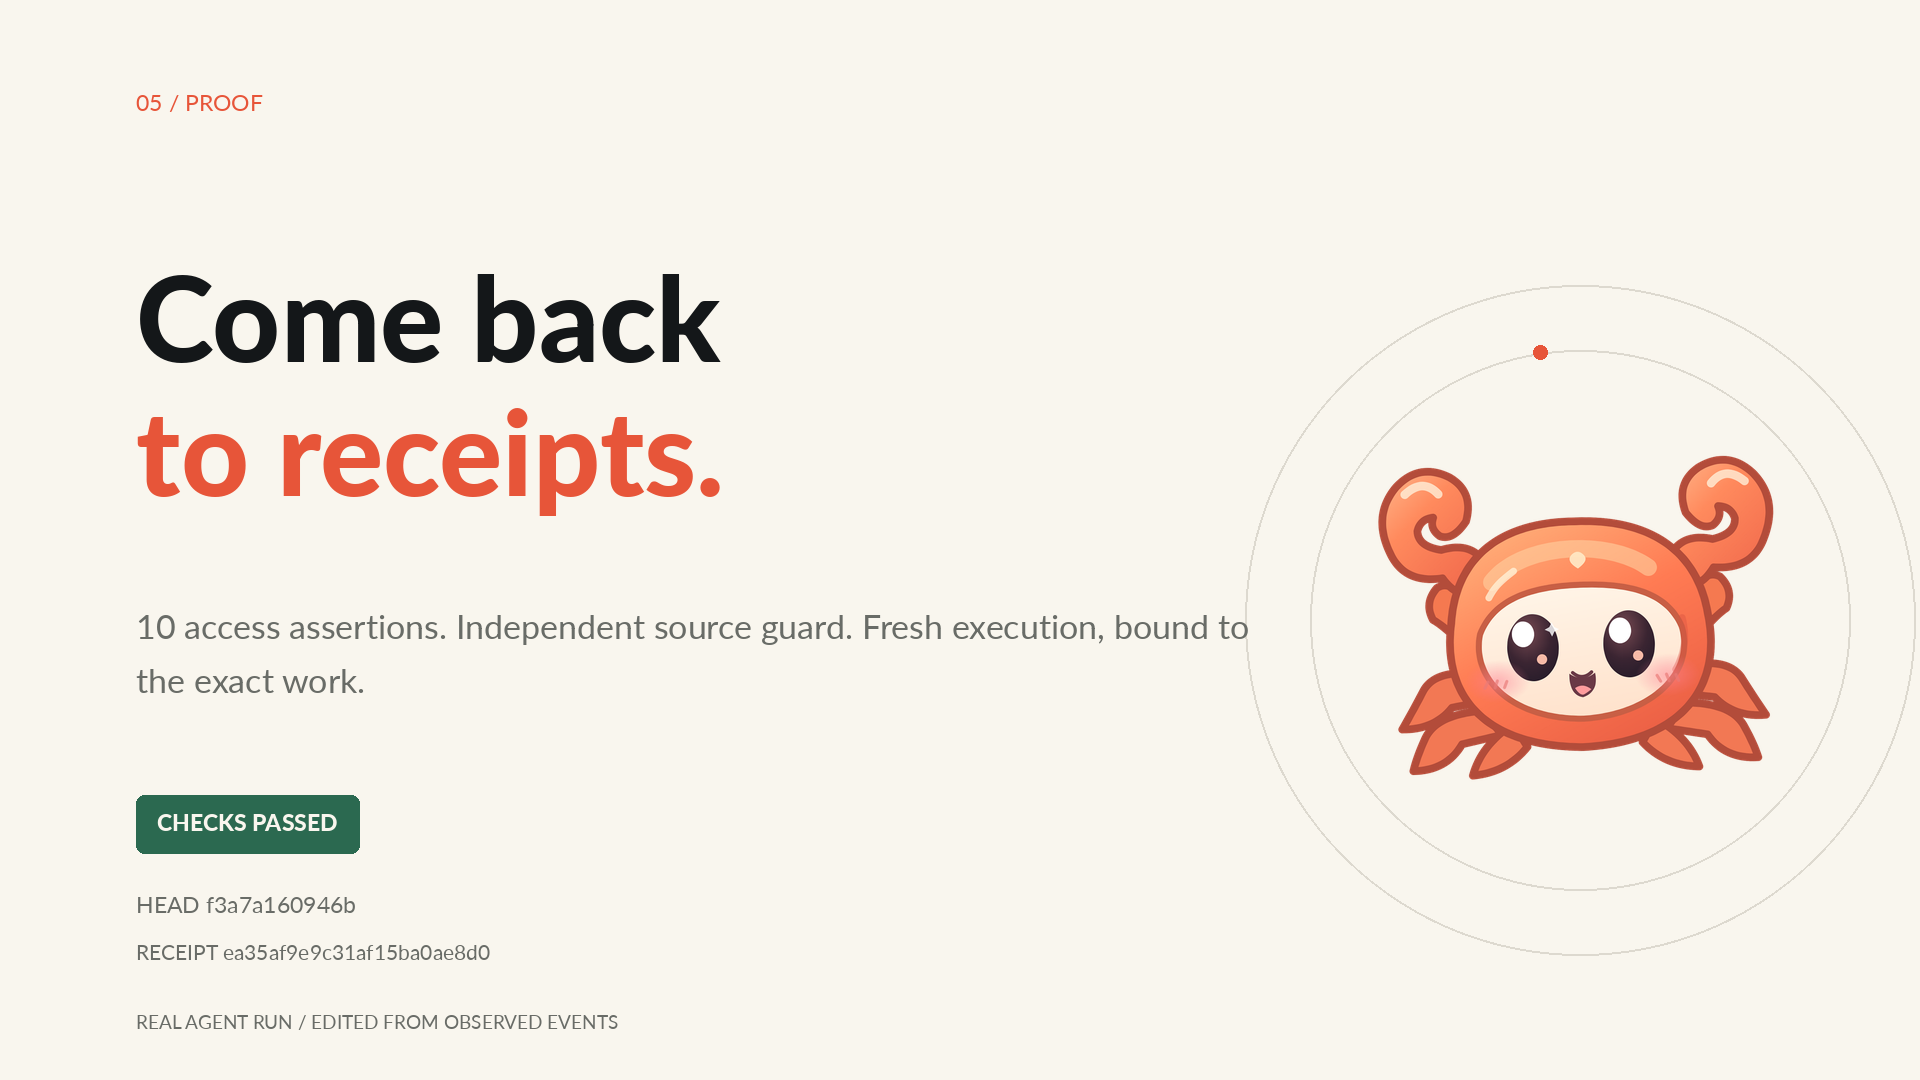 05 / PROOF
Come back
to receipts.
10 access assertions. Independent source guard. Fresh execution, bound to
the exact work.
CHECKS PASSED
HEAD f3a7a160946b
RECEIPT ea35af9e9c31af15ba0ae8d0
REAL AGENT RUN / EDITED FROM OBSERVED EVENTS